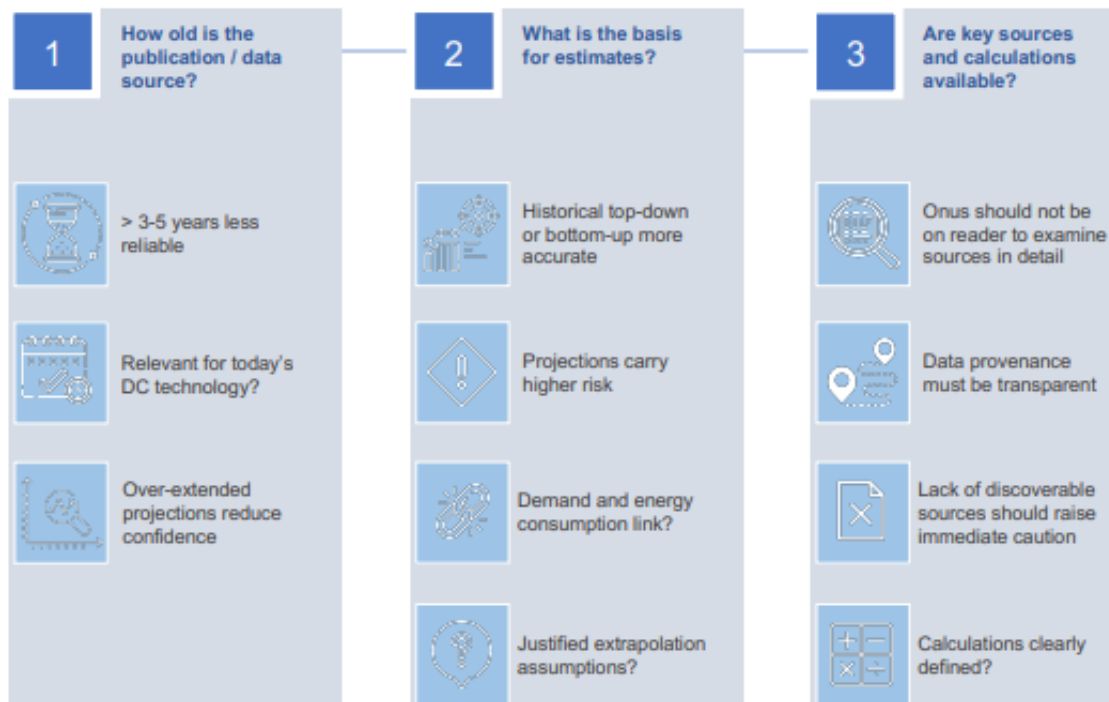 1
How old is the
publication / data
source?
> 3-5 years less
reliable
Relevant for today's
DC technology?
Over-extended
projections reduce
confidence
2
What is the basis
for estimates?
Historical top-down
or bottom-up more
accurate
Projections carry
higher risk
Demand and energy
consumption link?
Justified extrapolation
assumptions?
3
Are key sources
and calculations
available?
Onus should not be
on reader to examine
sources in detail
Data provenance
must be transparent
Lack of discoverable
sources should raise
immediate caution
Calculations clearly
defined?